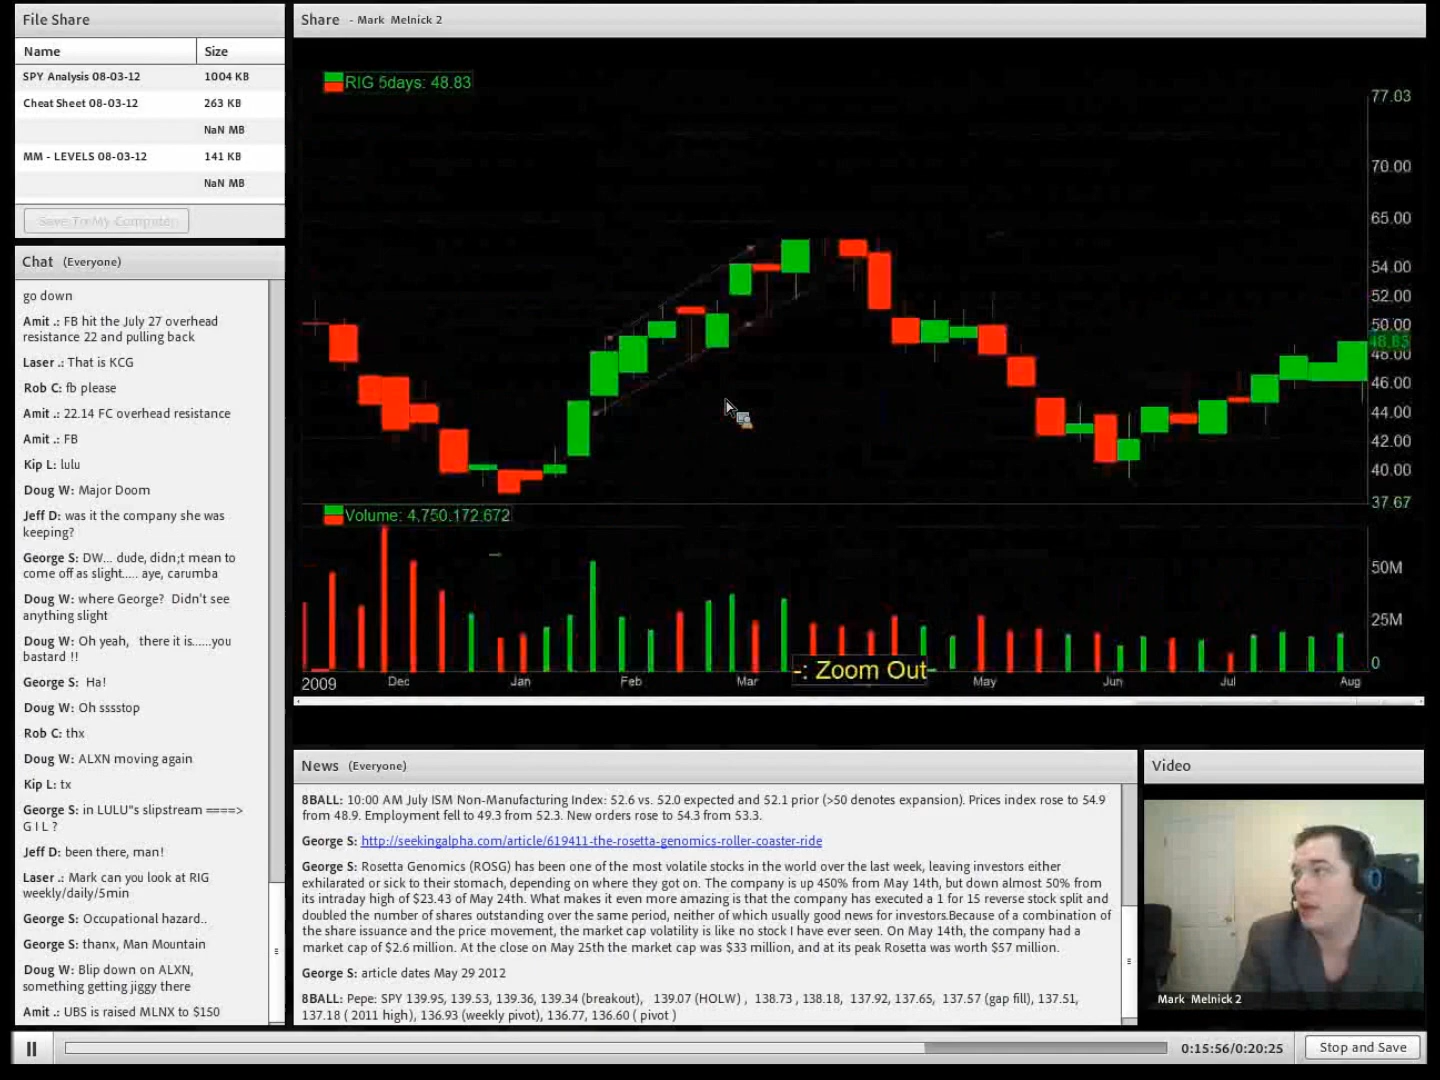 File Share
Name Size
SPY Analysis 08-03-12 1004 KB
Cheat Sheet 08-03-12 263 KB
NaN MB
MM - LEVELS 08-03-12 141 KB
NaN MB
Save To My Computer
Chat (Everyone)
go down
Amit .: FB hit the July 27 overhead
resistance 22 and pulling back
Laser .: That is KCG
Rob C: fb please
Amit .: 22.14 FC overhead resistance
Amit .: FB
Kip L: lulu
Doug W: Major Doom
Jeff D: was it the company she was
keeping?
George S: DW... dude, didn;t mean to
come off as slight..... aye, carumba
Doug W: where George? Didn't see
anything slight
Doug W: Oh yeah, there it is......you
bastard !!
George S: Ha!
Doug W: Oh sssstop
Rob C: thx
Doug W: ALXN moving again
Kip L: tx
George S: in LULU"s slipstream ====>
G I L ?
Jeff D: been there, man!
Laser .: Mark can you look at RIG
weekly/daily/5min
George S: Occupational hazard..
George S: thanx, Man Mountain
Doug W: Blip down on ALXN,
something getting jiggy there
Amit .: UBS is raised MLNX to $150
Share - Mark Melnick 2
RIG 5days: 48.83
77.03
70.00
65.00
54.00
52.00
50.00
48.83
48.00
46.00
44.00
42.00
40.00
37.67
Volume: 4,750,172,672
50M
25M
0
-: Zoom Out-
2009 Dec Jan Feb Mar May Jun Jul Aug
News (Everyone)
8BALL: 10:00 AM July ISM Non-Manufacturing Index: 52.6 vs. 52.0 expected and 52.1 prior (>50 denotes expansion). Prices index rose to 54.9
from 48.9. Employment fell to 49.3 from 52.3. New orders rose to 54.3 from 53.3.
George S: http://seekingalpha.com/article/619411-the-rosetta-genomics-roller-coaster-ride
George S: Rosetta Genomics (ROSG) has been one of the most volatile stocks in the world over the last week, leaving investors either
exhilarated or sick to their stomach, depending on where they got on. The company is up 450% from May 14th, but down almost 50% from
its intraday high of $23.43 of May 24th. What makes it even more amazing is that the company has executed a 1 for 15 reverse stock split and
doubled the number of shares outstanding over the same period, neither of which usually good news for investors.Because of a combination of
the share issuance and the price movement, the market cap volatility is like no stock I have ever seen. On May 14th, the company had a
market cap of $2.6 million. At the close on May 25th the market cap was $33 million, and at its peak Rosetta was worth $57 million.
George S: article dates May 29 2012
8BALL: Pepe: SPY 139.95, 139.53, 139.36, 139.34 (breakout), 139.07 (HOLW) , 138.73 , 138.18, 137.92, 137.65, 137.57 (gap fill), 137.51,
137.18 ( 2011 high), 136.93 (weekly pivot), 136.77, 136.60 ( pivot )
Video
Mark Melnick 2
0:15:56/0:20:25
Stop and Save